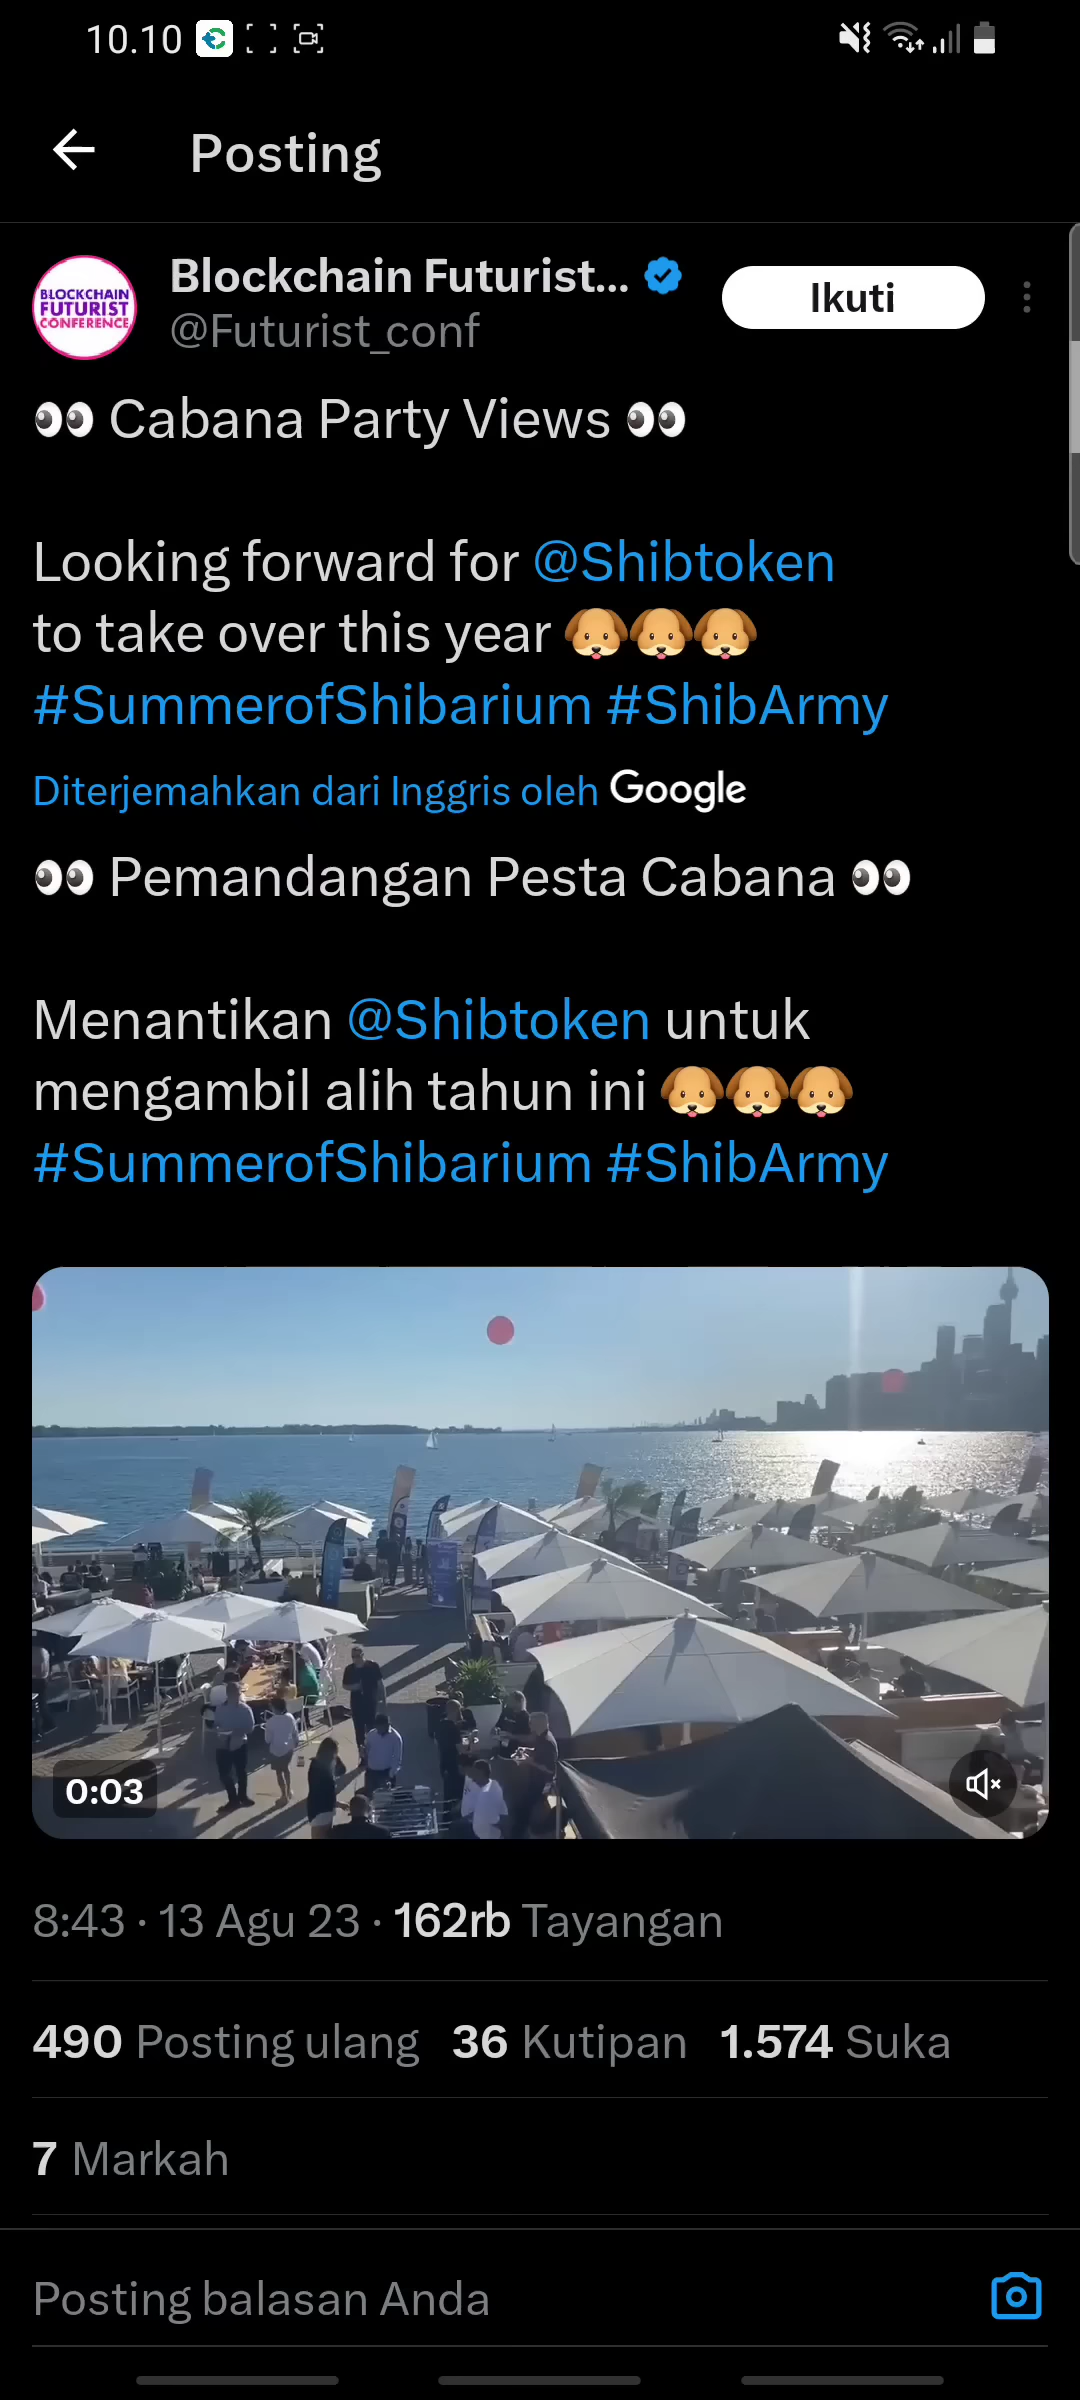 10.10
Posting
BLOCKCHAIN
FUTURIST
CONFERENCE
Blockchain Futurist...
@Futurist_conf
Ikuti
👀 Cabana Party Views 👀
Looking forward for @Shibtoken
to take over this year 🐶🐶🐶
#SummerofShibarium #ShibArmy
Diterjemahkan dari Inggris oleh Google
👀 Pemandangan Pesta Cabana 👀
Menantikan @Shibtoken untuk
mengambil alih tahun ini 🐶🐶🐶
#SummerofShibarium #ShibArmy
0:03
8:43 · 13 Agu 23 · 162rb Tayangan
490 Posting ulang 36 Kutipan 1.574 Suka
7 Markah
Posting balasan Anda